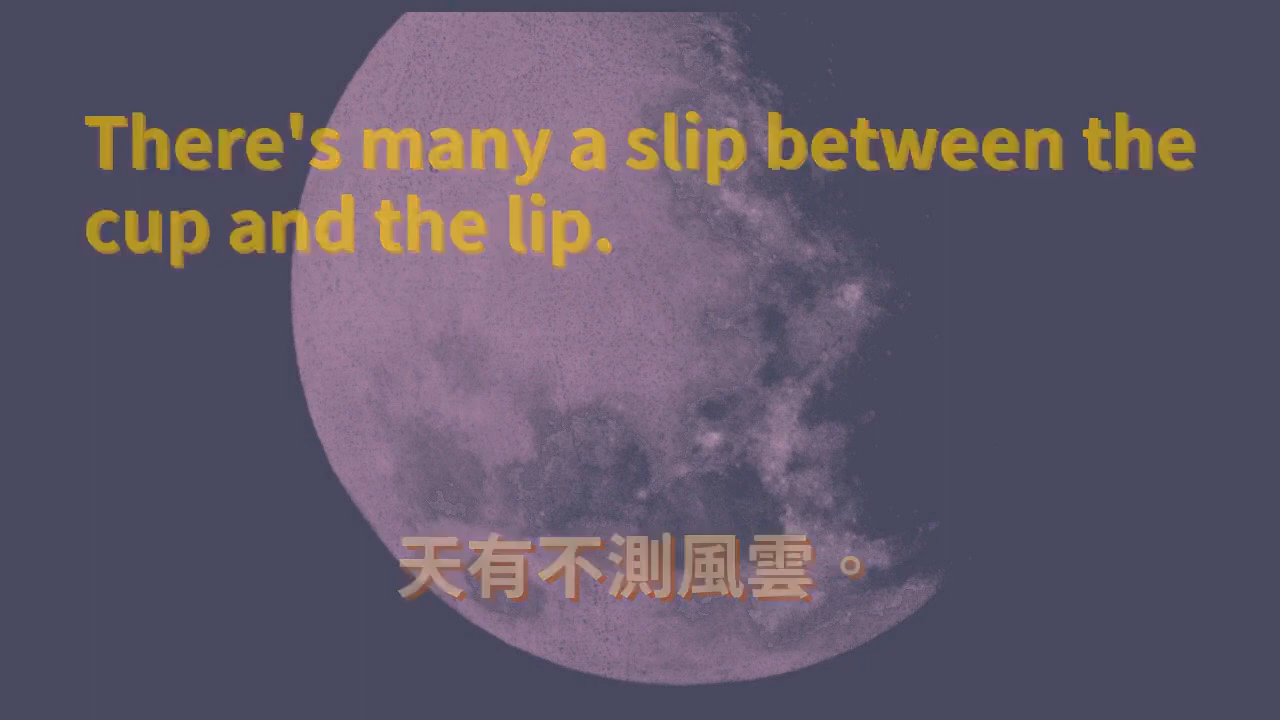 There's many a slip between the
cup and the lip.
天有不測風雲。